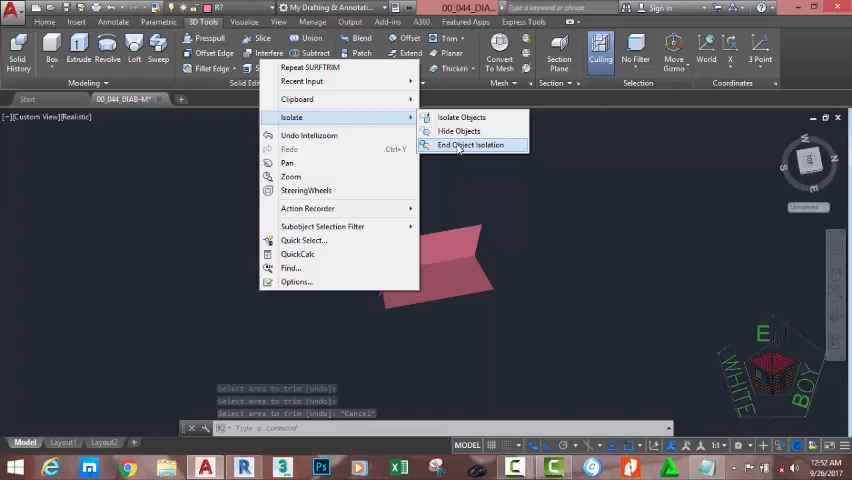 R?
My Drafting & Annotati...
00_044_DIA...
Type a keyword or phrase
Sign In
Home
Insert
Annotate
Parametric
3D Tools
Visualize
Manage
Output
Add-ins
A360
Featured Apps
Express Tools
Solid
History
Box
Extrude
Revolve
Loft
Sweep
Presspull
Offset Edge
Fillet Edge
Union
Slice
Subtract
Interfere
Blend
Patch
Offset
Trim
Extend
Planar
Thicken
Convert
To Mesh
Section
Plane
Culling
No Filter
Move
Gizmo
World
3 Point
Modeling
Selection
Coordinates
Start
00_044_DIAB-M*
[−][Custom View][Realistic]
Repeat SURFTRIM
Recent Input
Clipboard
Isolate
Undo Intellizoom
Redo
Ctrl+Y
Pan
Zoom
SteeringWheels
Action Recorder
Subobject Selection Filter
Quick Select...
QuickCalc
Find...
Options...
Isolate Objects
Hide Objects
End Object Isolation
TOP
W
S
Unnamed
Emt
WHITE
BOY
Select area to trim [Undo]:
Select area to trim [Undo]:
Select area to trim [Undo]: *Cancel*
Type a command
Model
Layout1
Layout2
MODEL
1:1
12:52 AM
9/26/2017